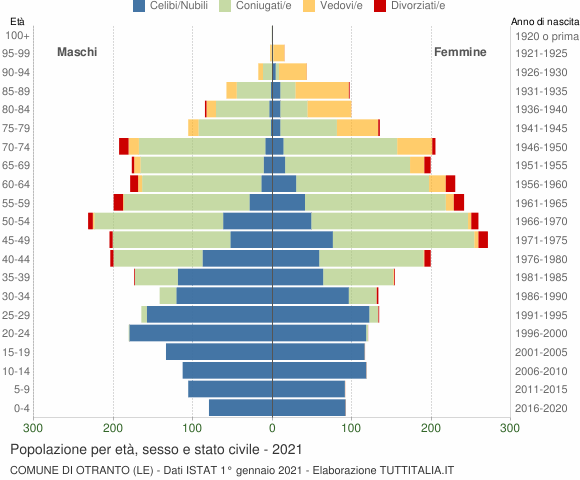 Celibi/Nubili Coniugati/e Vedovi/e Divorziati/e
Età Anno di nascita
Maschi Femmine
100+ 1920 o prima
95-99 1921-1925
90-94 1926-1930
85-89 1931-1935
80-84 1936-1940
75-79 1941-1945
70-74 1946-1950
65-69 1951-1955
60-64 1956-1960
55-59 1961-1965
50-54 1966-1970
45-49 1971-1975
40-44 1976-1980
35-39 1981-1985
30-34 1986-1990
25-29 1991-1995
20-24 1996-2000
15-19 2001-2005
10-14 2006-2010
5-9 2011-2015
0-4 2016-2020
300 200 100 0 100 200 300
Popolazione per età, sesso e stato civile - 2021
COMUNE DI OTRANTO (LE) - Dati ISTAT 1° gennaio 2021 - Elaborazione TUTTITALIA.IT